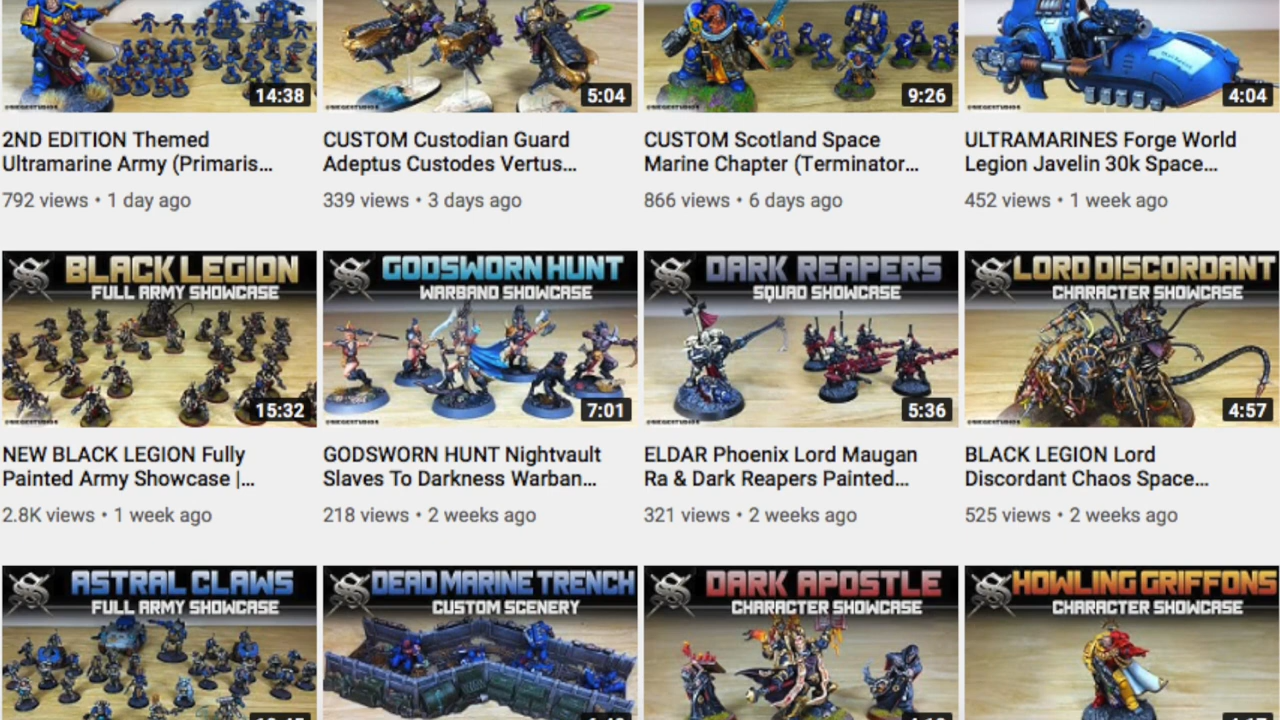 14:38
5:04
9:26
4:04
2ND EDITION Themed
Ultramarine Army (Primaris...
792 views • 1 day ago
CUSTOM Custodian Guard
Adeptus Custodes Vertus...
339 views • 3 days ago
CUSTOM Scotland Space
Marine Chapter (Terminator...
866 views • 6 days ago
ULTRAMARINES Forge World
Legion Javelin 30k Space...
452 views • 1 week ago
BLACK LEGION
FULL ARMY SHOWCASE
15:32
GODSWORN HUNT
WARBAND SHOWCASE
7:01
DARK REAPERS
SQUAD SHOWCASE
5:36
LORD DISCORDANT
CHARACTER SHOWCASE
4:57
NEW BLACK LEGION Fully
Painted Army Showcase |...
2.8K views • 1 week ago
GODSWORN HUNT Nightvault
Slaves To Darkness Warban...
218 views • 2 weeks ago
ELDAR Phoenix Lord Maugan
Ra & Dark Reapers Painted...
321 views • 2 weeks ago
BLACK LEGION Lord
Discordant Chaos Space...
525 views • 2 weeks ago
ASTRAL CLAWS
FULL ARMY SHOWCASE
DEAD MARINE TRENCH
CUSTOM SCENERY
DARK APOSTLE
CHARACTER SHOWCASE
HOWLING GRIFFONS
CHARACTER SHOWCASE